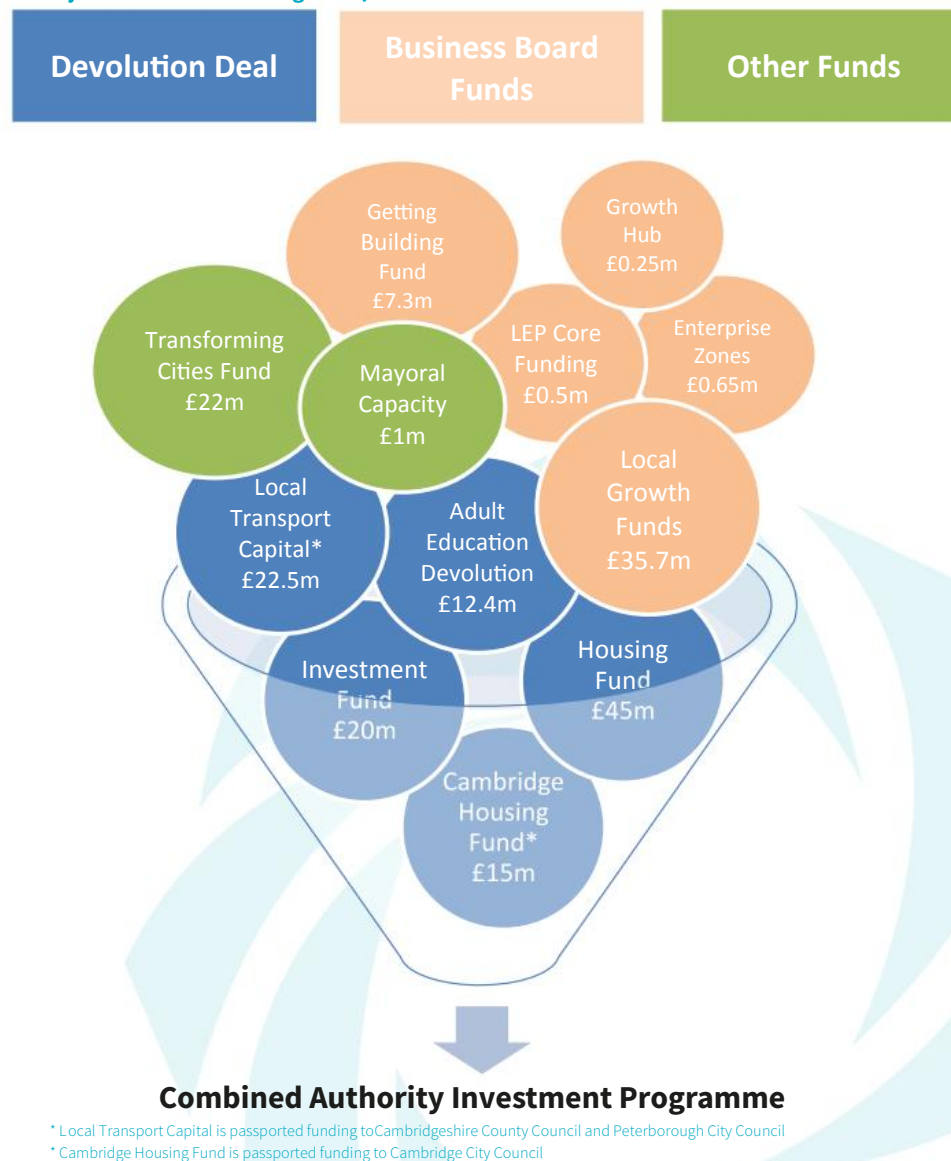 Devolution Deal
Business Board
Funds
Other Funds
Getting
Building
Fund
£7.3m
Growth
Hub
£0.25m
Transforming
Cities Fund
£22m
Mayoral
Capacity
£1m
LEP Core
Funding
£0.5m
Enterprise
Zones
£0.65m
Local
Transport
Capital*
£22.5m
Adult
Education
Devolution
£12.4m
Local
Growth
Funds
£35.7m
Investment
Fund
£20m
Housing
Fund
£45m
Cambridge
Housing
Fund*
£15m
Combined Authority Investment Programme
* Local Transport Capital is passported funding toCambridgeshire County Council and Peterborough City Council
* Cambridge Housing Fund is passported funding to Cambridge City Council